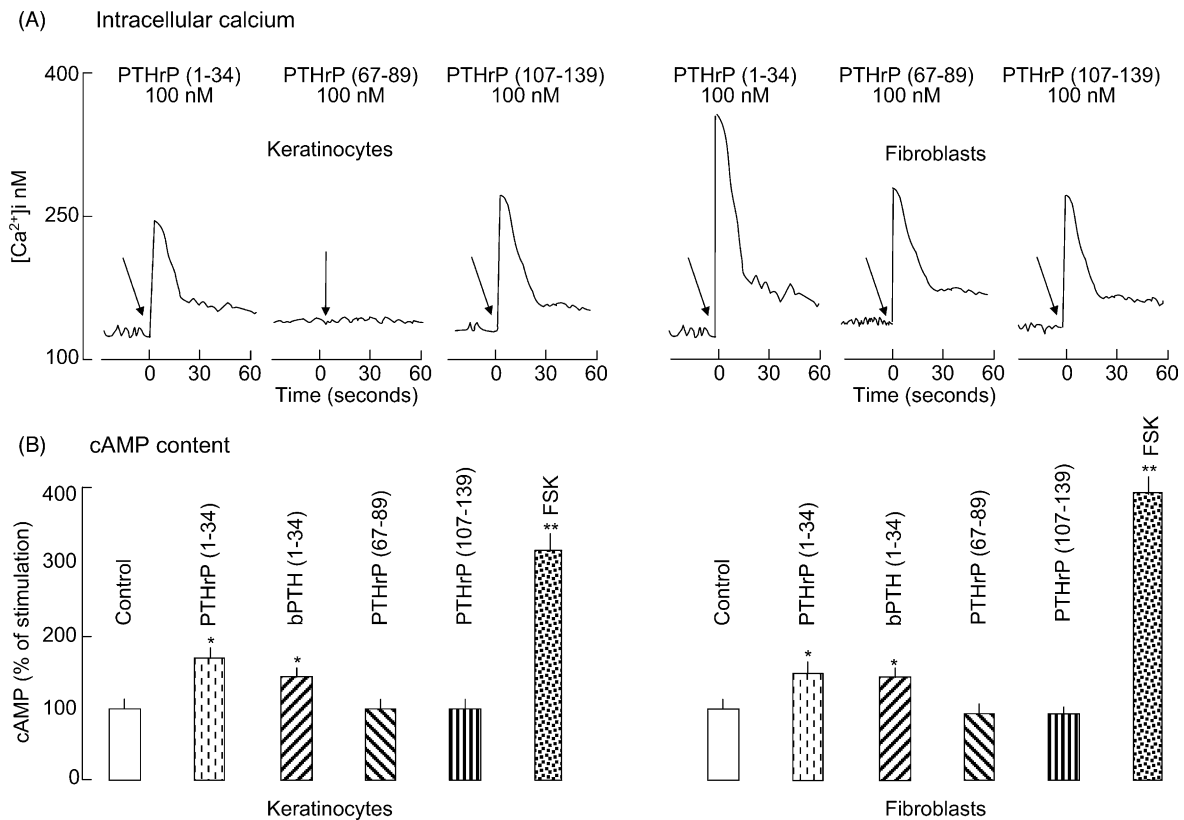 (A) Intracellular calcium
400
250
100
[Ca²⁺]i nM
PTHrP (1-34)
100 nM
PTHrP (67-89)
100 nM
PTHrP (107-139)
100 nM
Keratinocytes
PTHrP (1-34)
100 nM
PTHrP (67-89)
100 nM
PTHrP (107-139)
100 nM
Fibroblasts
0 30 60 0 30 60 0 30 60
Time (seconds)
0 30 60 0 30 60 0 30 60
Time (seconds)
(B) cAMP content
400
300
200
100
0
cAMP (% of stimulation)
Control
* PTHrP (1-34)
* bPTH (1-34)
PTHrP (67-89)
PTHrP (107-139)
** FSK
Keratinocytes
Control
* PTHrP (1-34)
* bPTH (1-34)
PTHrP (67-89)
PTHrP (107-139)
** FSK
Fibroblasts